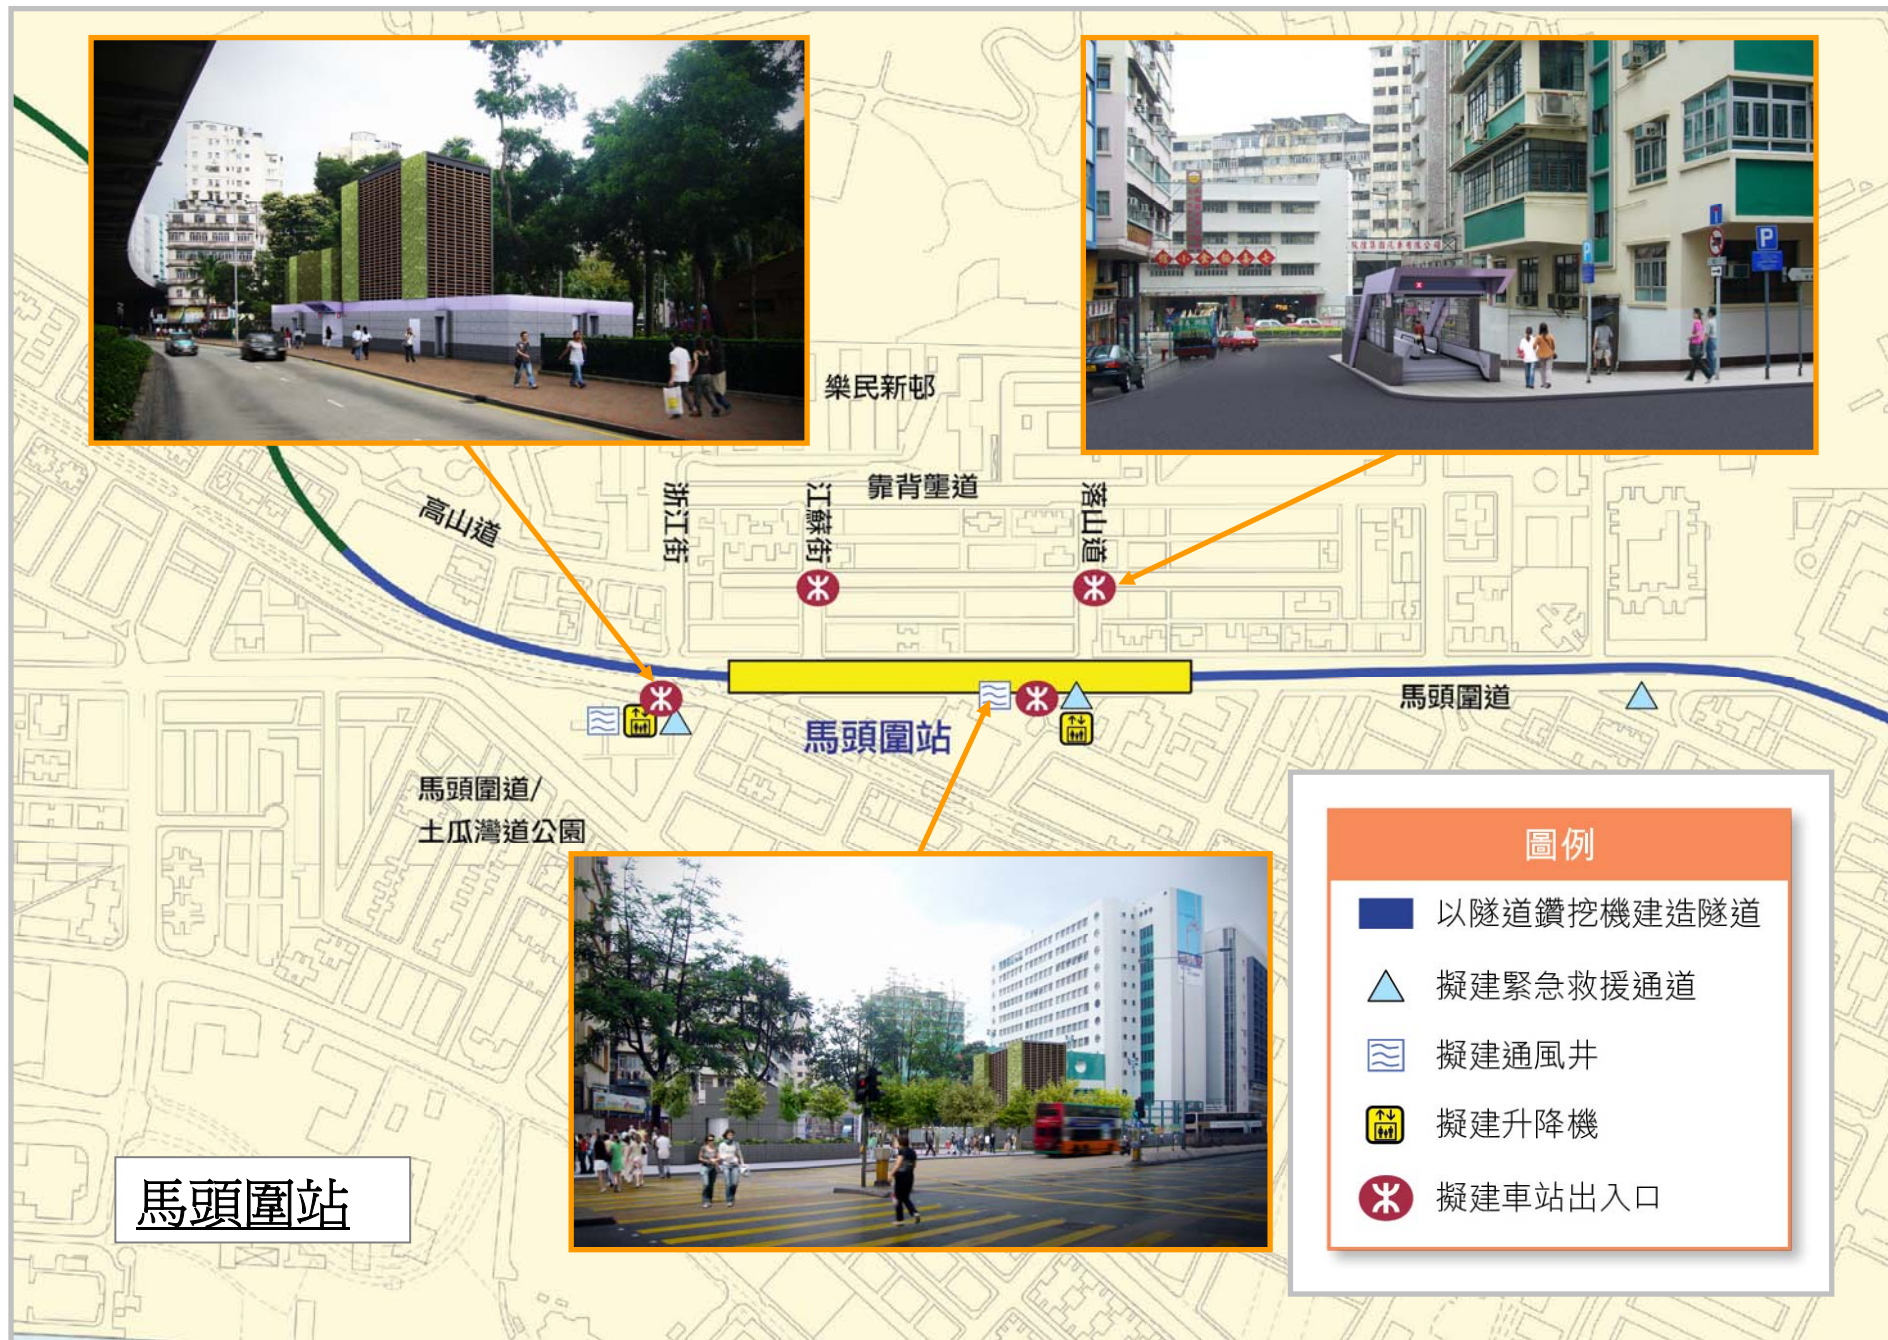 樂民新邨
靠背壟道
高山道
浙江街
江蘇街
落山道
馬頭圍站
馬頭圍道
馬頭圍道/
土瓜灣道公園
圖例
以隧道鑽挖機建造隧道
擬建緊急救援通道
擬建通風井
擬建升降機
擬建車站出入口
馬頭圍站
P
P